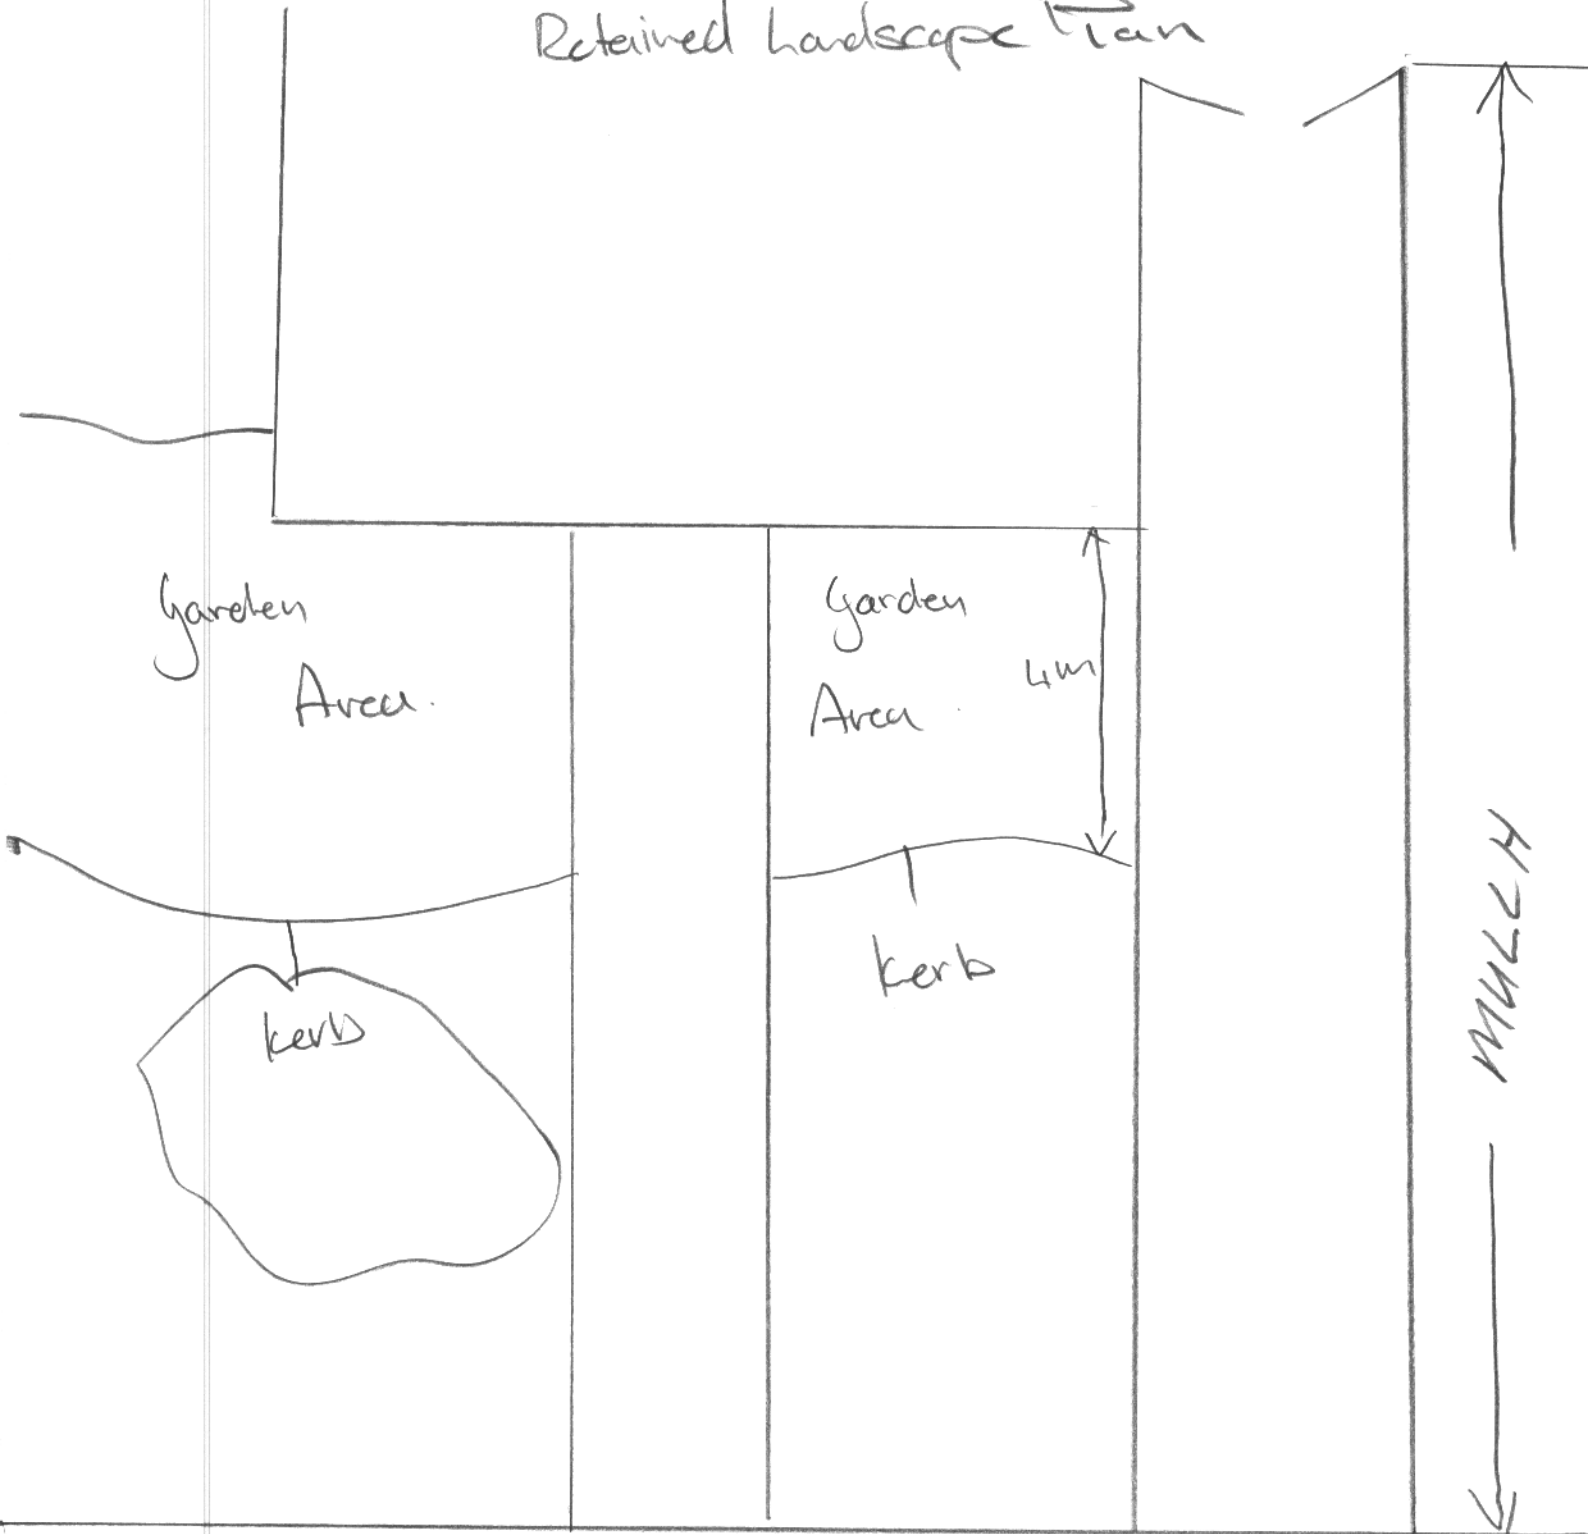 Retained Landscape Plan
Garden
Area.
Garden
Area
4m
Kerb
Kerb
MULCH